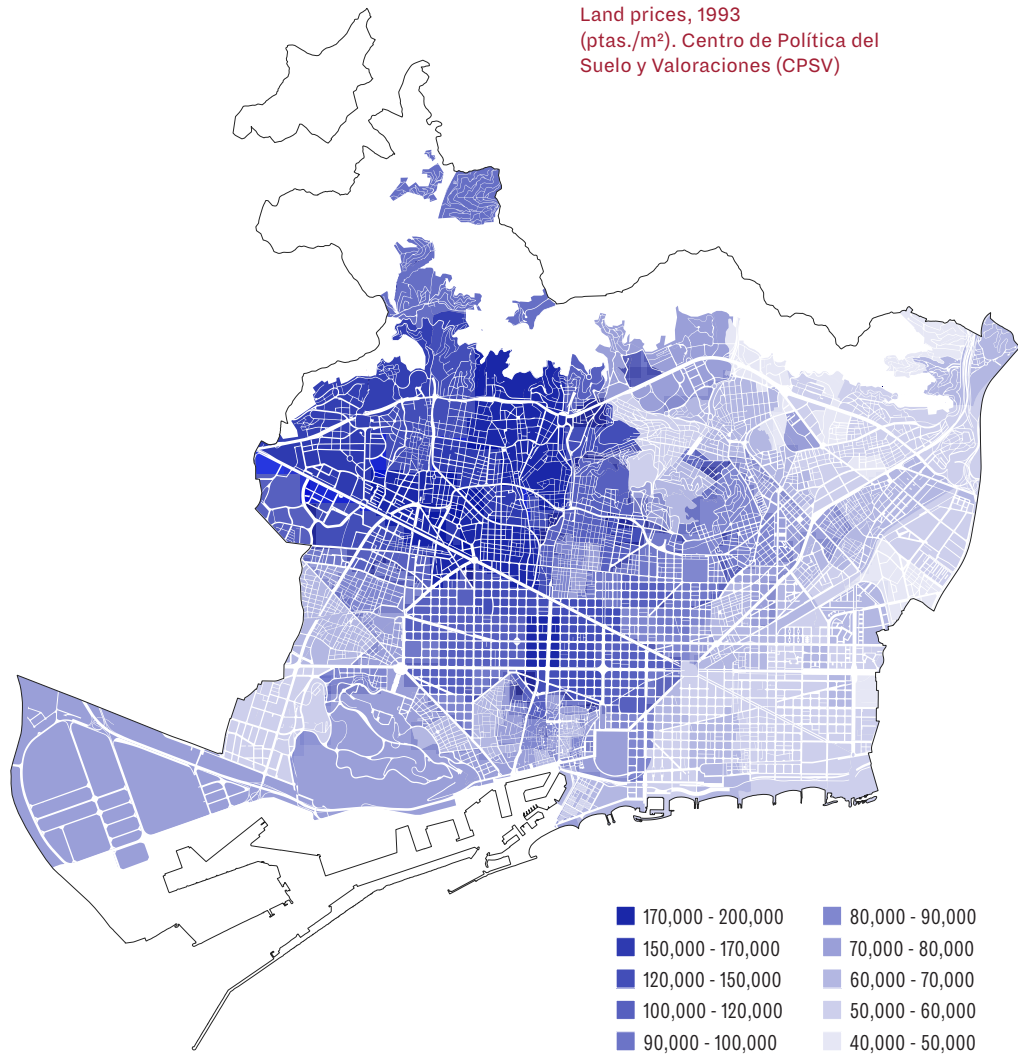 Land prices, 1993
(ptas./m²). Centro de Política del
Suelo y Valoraciones (CPSV)
170,000 - 200,000
150,000 - 170,000
120,000 - 150,000
100,000 - 120,000
90,000 - 100,000
80,000 - 90,000
70,000 - 80,000
60,000 - 70,000
50,000 - 60,000
40,000 - 50,000